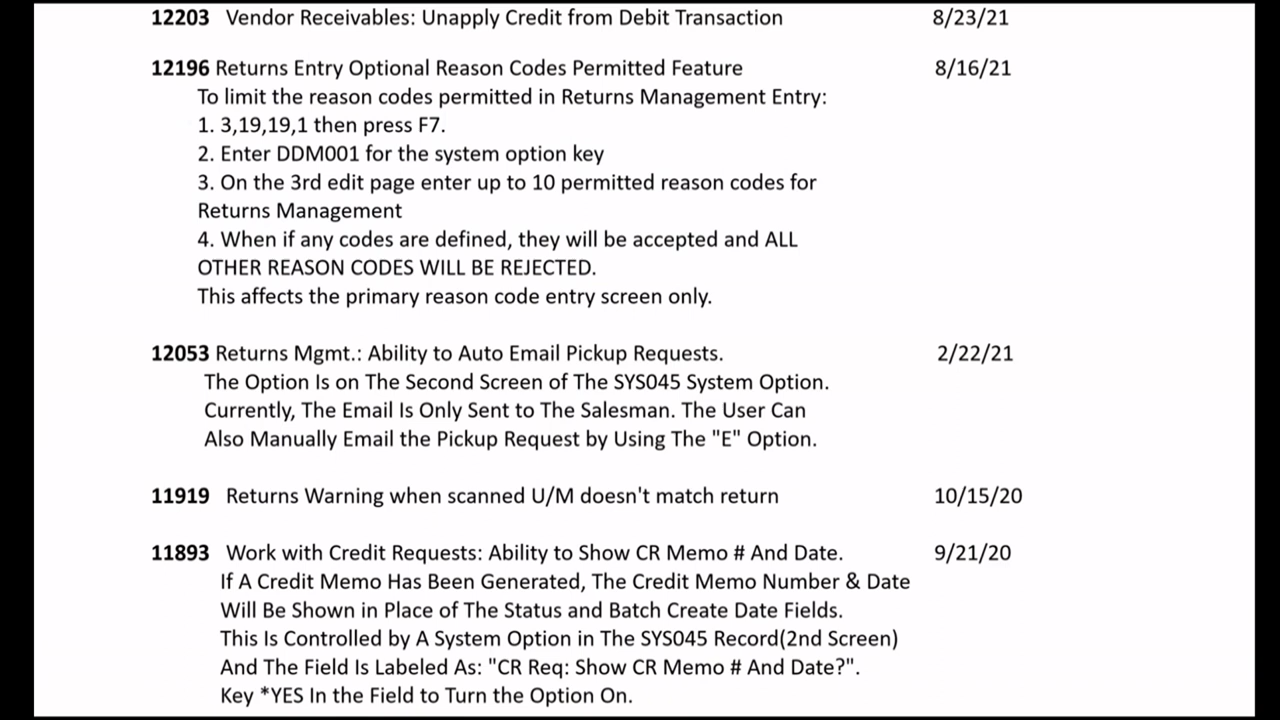 12203 Vendor Receivables: Unapply Credit from Debit Transaction 8/23/21
12196 Returns Entry Optional Reason Codes Permitted Feature 8/16/21
To limit the reason codes permitted in Returns Management Entry:
1. 3,19,19,1 then press F7.
2. Enter DDM001 for the system option key
3. On the 3rd edit page enter up to 10 permitted reason codes for
Returns Management
4. When if any codes are defined, they will be accepted and ALL
OTHER REASON CODES WILL BE REJECTED.
This affects the primary reason code entry screen only.
12053 Returns Mgmt.: Ability to Auto Email Pickup Requests. 2/22/21
The Option Is on The Second Screen of The SYS045 System Option.
Currently, The Email Is Only Sent to The Salesman. The User Can
Also Manually Email the Pickup Request by Using The "E" Option.
11919 Returns Warning when scanned U/M doesn't match return 10/15/20
11893 Work with Credit Requests: Ability to Show CR Memo # And Date. 9/21/20
If A Credit Memo Has Been Generated, The Credit Memo Number & Date
Will Be Shown in Place of The Status and Batch Create Date Fields.
This Is Controlled by A System Option in The SYS045 Record(2nd Screen)
And The Field Is Labeled As: "CR Req: Show CR Memo # And Date?".
Key *YES In the Field to Turn the Option On.